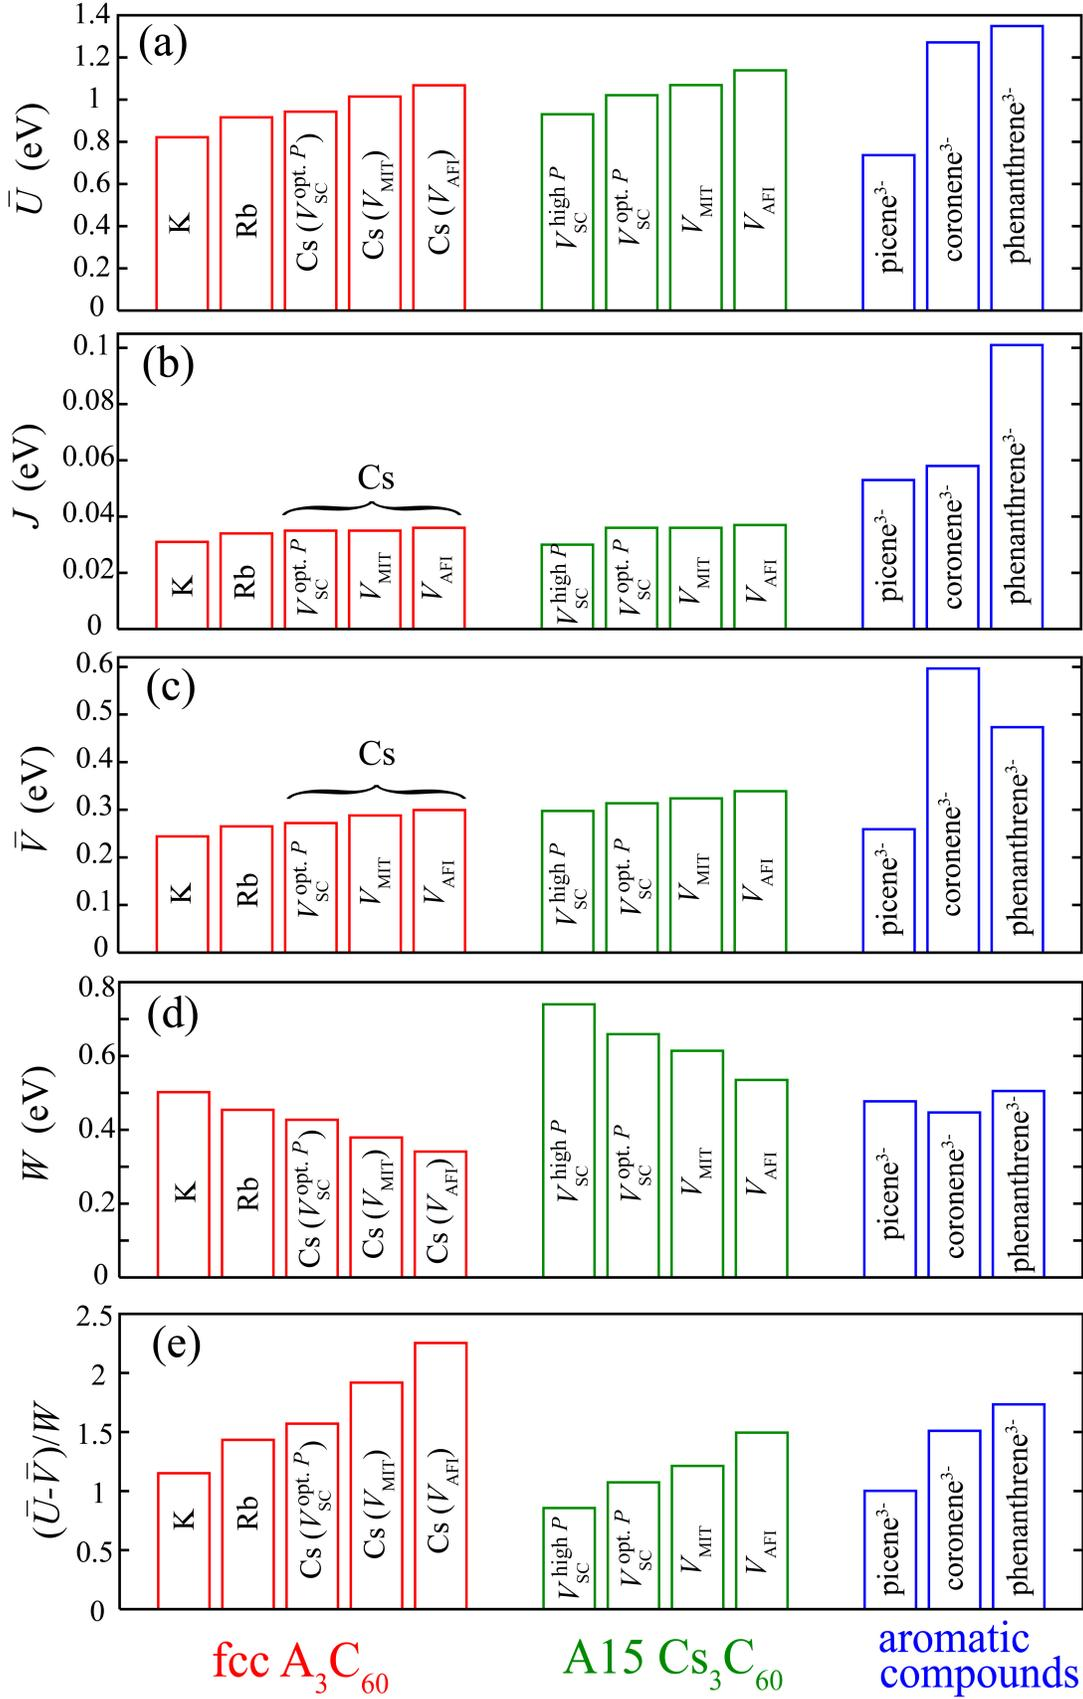 (a)
Ū (eV)
1.4
1.2
1
0.8
0.6
0.4
0.2
0
K
Rb
Cs (V_SC^opt. P)
Cs (V_MIT)
Cs (V_AFI)
V_SC^high P
V_SC^opt. P
V_MIT
V_AFI
picene³⁻
coronene³⁻
phenanthrene³⁻
(b)
J (eV)
0.1
0.08
0.06
0.04
0.02
0
Cs
K
Rb
V_SC^opt. P
V_MIT
V_AFI
V_SC^high P
V_SC^opt. P
V_MIT
V_AFI
picene³⁻
coronene³⁻
phenanthrene³⁻
(c)
V̄ (eV)
0.6
0.5
0.4
0.3
0.2
0.1
0
Cs
K
Rb
V_SC^opt. P
V_MIT
V_AFI
V_SC^high P
V_SC^opt. P
V_MIT
V_AFI
picene³⁻
coronene³⁻
phenanthrene³⁻
(d)
W (eV)
0.8
0.6
0.4
0.2
0
K
Rb
Cs (V_SC^opt. P)
Cs (V_MIT)
Cs (V_AFI)
V_SC^high P
V_SC^opt. P
V_MIT
V_AFI
picene³⁻
coronene³⁻
phenanthrene³⁻
(e)
(Ū-V̄)/W
2.5
2
1.5
1
0.5
0
K
Rb
Cs (V_SC^opt. P)
Cs (V_MIT)
Cs (V_AFI)
V_SC^high P
V_SC^opt. P
V_MIT
V_AFI
picene³⁻
coronene³⁻
phenanthrene³⁻
fcc A₃C₆₀
A15 Cs₃C₆₀
aromatic
compounds